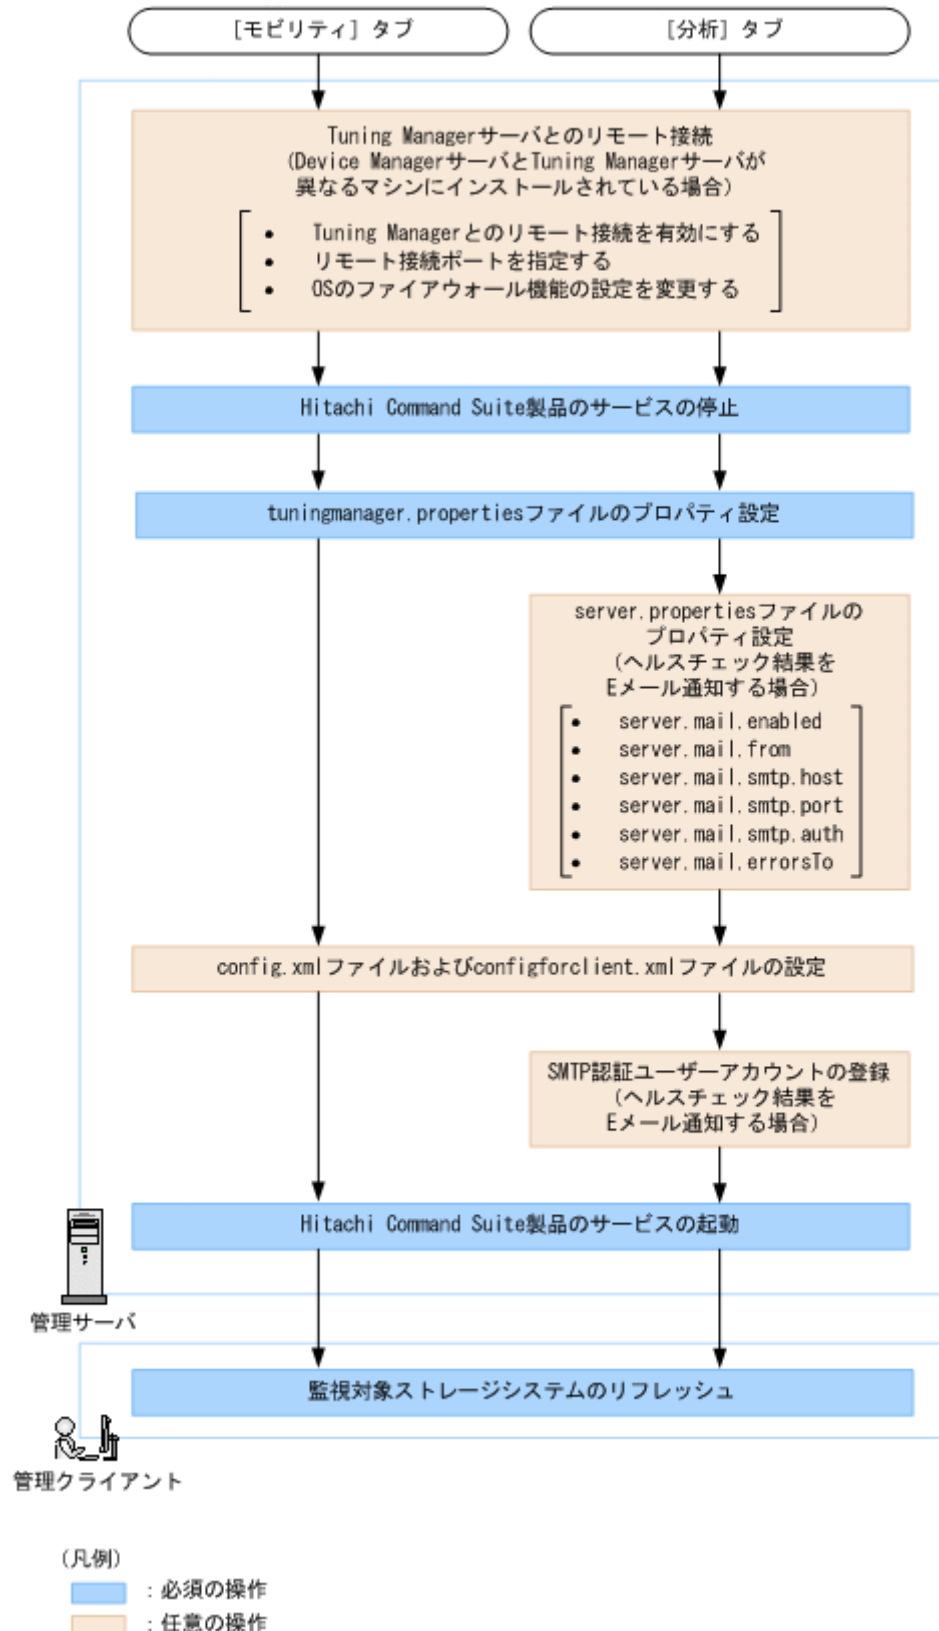 [モビリティ] タブ
[分析] タブ
Tuning Managerサーバとのリモート接続
(Device ManagerサーバとTuning Managerサーバが
異なるマシンにインストールされている場合)
• Tuning Managerとのリモート接続を有効にする
• リモート接続ポートを指定する
• OSのファイアウォール機能の設定を変更する
Hitachi Command Suite製品のサービスの停止
tuningmanager.propertiesファイルのプロパティ設定
server.propertiesファイルの
プロパティ設定
(ヘルスチェック結果を
Eメール通知する場合)
• server.mail.enabled
• server.mail.from
• server.mail.smtp.host
• server.mail.smtp.port
• server.mail.smtp.auth
• server.mail.errorsTo
config.xmlファイルおよびconfigforclient.xmlファイルの設定
SMTP認証ユーザーアカウントの登録
(ヘルスチェック結果を
Eメール通知する場合)
Hitachi Command Suite製品のサービスの起動
管理サーバ
監視対象ストレージシステムのリフレッシュ
管理クライアント
(凡例)
: 必須の操作
: 任意の操作